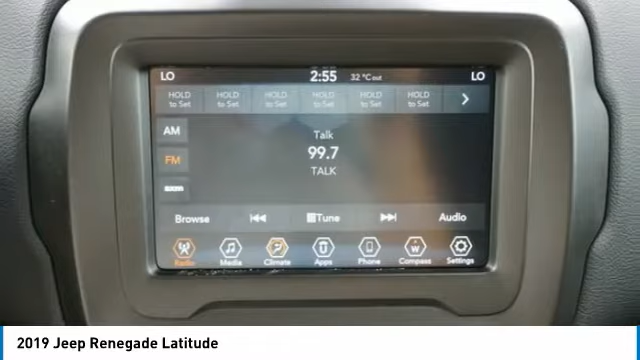 LO 2:55 32 °C out LO
HOLD to Set HOLD to Set HOLD to Set HOLD to Set HOLD to Set HOLD to Set
AM
FM
sxm
Talk
99.7
TALK
Browse Tune Audio
W
Radio Media Climate Apps Phone Compass Settings
2019 Jeep Renegade Latitude